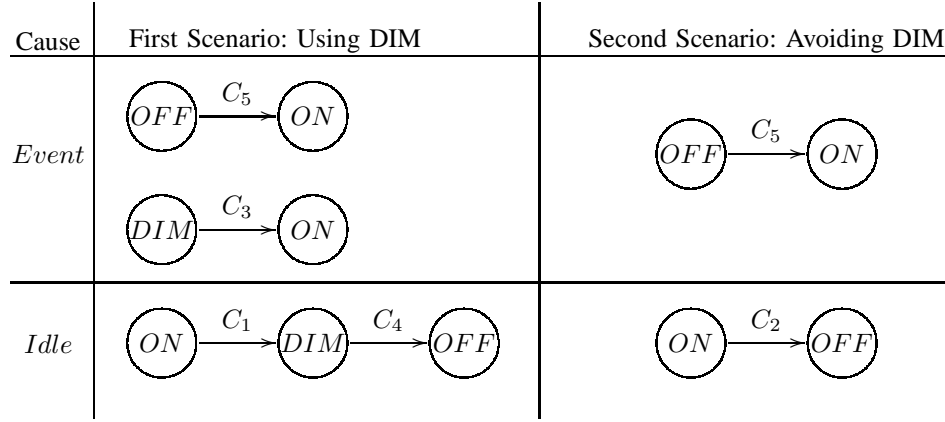 Cause First Scenario: Using DIM Second Scenario: Avoiding DIM
C5
OFF ON
Event
C3
DIM ON
C5
OFF ON
Idle
C1 C4
ON DIM OFF
C2
ON OFF